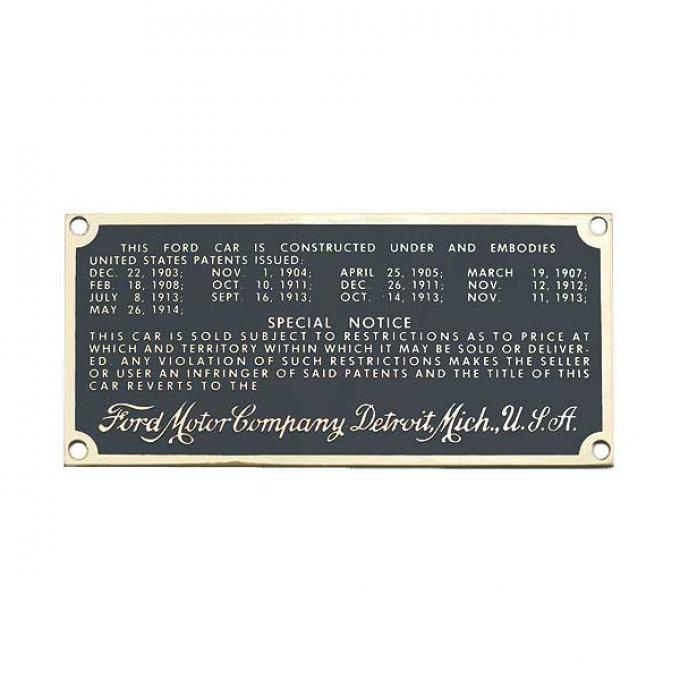 THIS FORD CAR IS CONSTRUCTED UNDER AND EMBODIES
UNITED STATES PATENTS ISSUED:
DEC. 22, 1903; NOV. 1, 1904; APRIL 25, 1905; MARCH 19, 1907;
FEB. 18, 1908; OCT. 10, 1911; DEC. 26, 1911; NOV. 12, 1912;
JULY 8, 1913; SEPT. 16, 1913; OCT. 14, 1913; NOV. 11, 1913;
MAY 26, 1914;
SPECIAL NOTICE
THIS CAR IS SOLD SUBJECT TO RESTRICTIONS AS TO PRICE AT
WHICH AND TERRITORY WITHIN WHICH IT MAY BE SOLD OR DELIVER-
ED. ANY VIOLATION OF SUCH RESTRICTIONS MAKES THE SELLER
OR USER AN INFRINGER OF SAID PATENTS AND THE TITLE OF THIS
CAR REVERTS TO THE
Ford Motor Company Detroit, Mich., U.S.A.